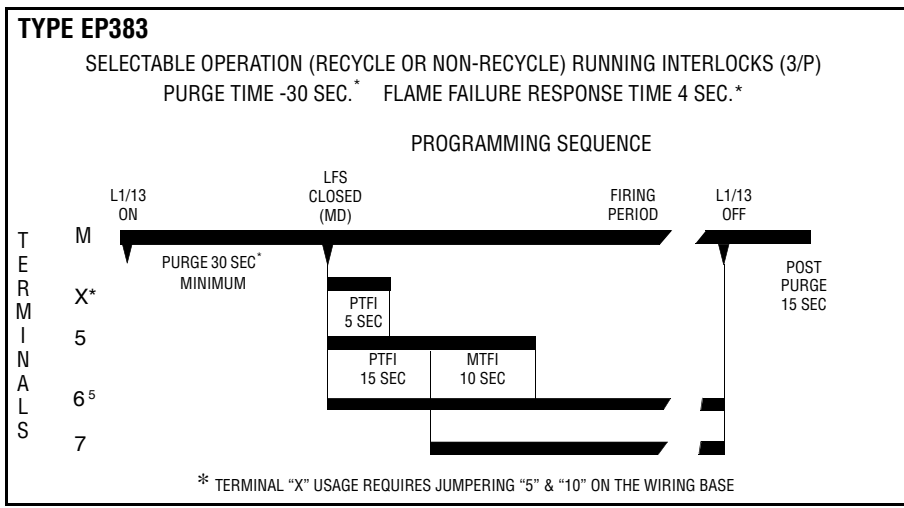 TYPE EP383
SELECTABLE OPERATION (RECYCLE OR NON-RECYCLE) RUNNING INTERLOCKS (3/P)
PURGE TIME -30 SEC.* FLAME FAILURE RESPONSE TIME 4 SEC.*
PROGRAMMING SEQUENCE
L1/13
ON
LFS
CLOSED
(MD)
FIRING
PERIOD
L1/13
OFF
TERMINALS
M
PURGE 30 SEC*
MINIMUM
POST
PURGE
15 SEC
X*
PTFI
5 SEC
5
PTFI
15 SEC
MTFI
10 SEC
6 5
7
* TERMINAL “X” USAGE REQUIRES JUMPERING “5” & “10” ON THE WIRING BASE